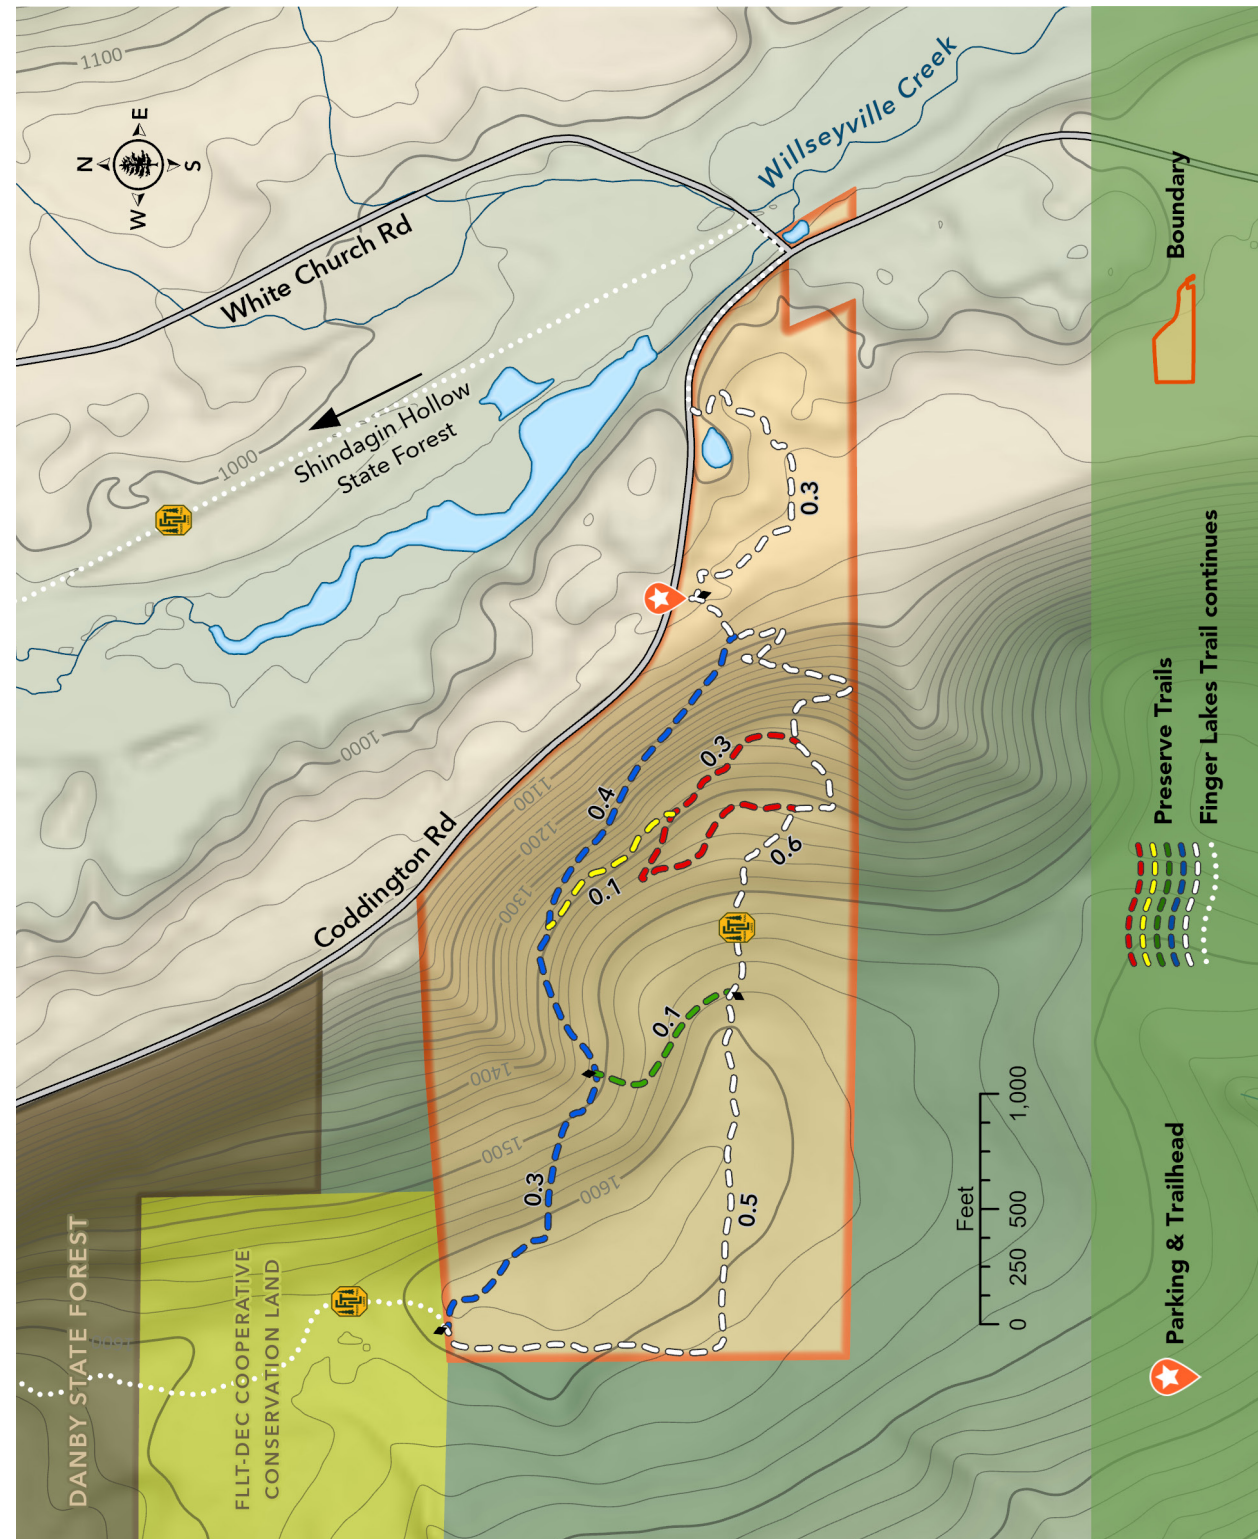 1100
N
E
W
S
White Church Rd
Willseyville Creek
Shindagin Hollow
State Forest
1000
1000
Coddington Rd
1100
1200
1300
1400
1500
1600
0.3
0.4
0.3
0.1
0.6
0.1
0.3
0.5
DANBY STATE FOREST
FLLT-DEC COOPERATIVE
CONSERVATION LAND
FLT
FLT
FLT
Feet
0 250 500 1,000
Parking & Trailhead
Preserve Trails
Finger Lakes Trail continues
Boundary